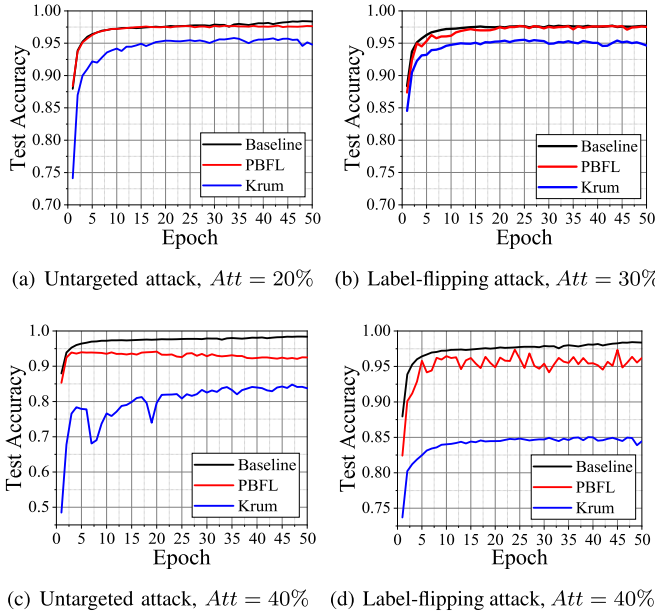 1.00
0.95
0.90
0.85
0.80
0.75
0.70
Test Accuracy
0 5 10 15 20 25 30 35 40 45 50
Epoch
Baseline
PBFL
Krum
(a) Untargeted attack, Att = 20%
1.00
0.95
0.90
0.85
0.80
0.75
0.70
Test Accuracy
0 5 10 15 20 25 30 35 40 45 50
Epoch
Baseline
PBFL
Krum
(b) Label-flipping attack, Att = 30%
1.0
0.9
0.8
0.7
0.6
0.5
Test Accuracy
0 5 10 15 20 25 30 35 40 45 50
Epoch
Baseline
PBFL
Krum
(c) Untargeted attack, Att = 40%
1.00
0.95
0.90
0.85
0.80
0.75
Test Accuracy
0 5 10 15 20 25 30 35 40 45 50
Epoch
Baseline
PBFL
Krum
(d) Label-flipping attack, Att = 40%